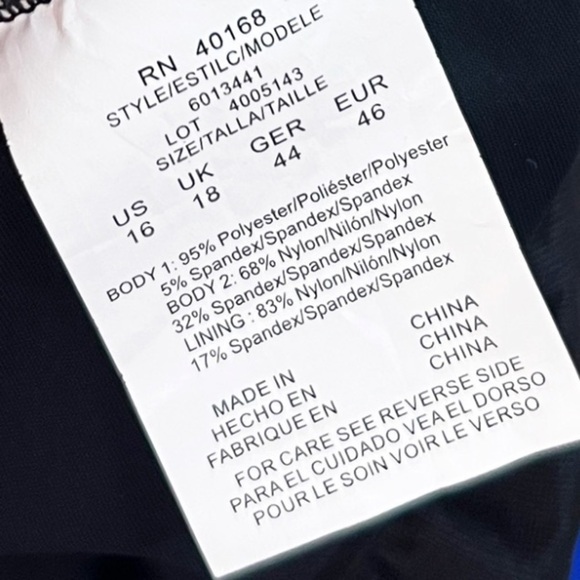 RN 40168
STYLE/ESTILC/MODELE
6013441
LOT 4005143
SIZE/TALLA/TAILLE
US UK GER EUR
16 18 44 46
BODY 1: 95% Polyester/Poliéster/Polyester
5% Spandex/Spandex/Spandex
BODY 2: 68% Nylon/Nilón/Nylon
32% Spandex/Spandex/Spandex
LINING : 83% Nylon/Nilón/Nylon
17% Spandex/Spandex/Spandex
MADE IN CHINA
HECHO EN CHINA
FABRIQUE EN CHINA
FOR CARE SEE REVERSE SIDE
PARA EL CUIDADO VEA EL DORSO
POUR LE SOIN VOIR LE VERSO